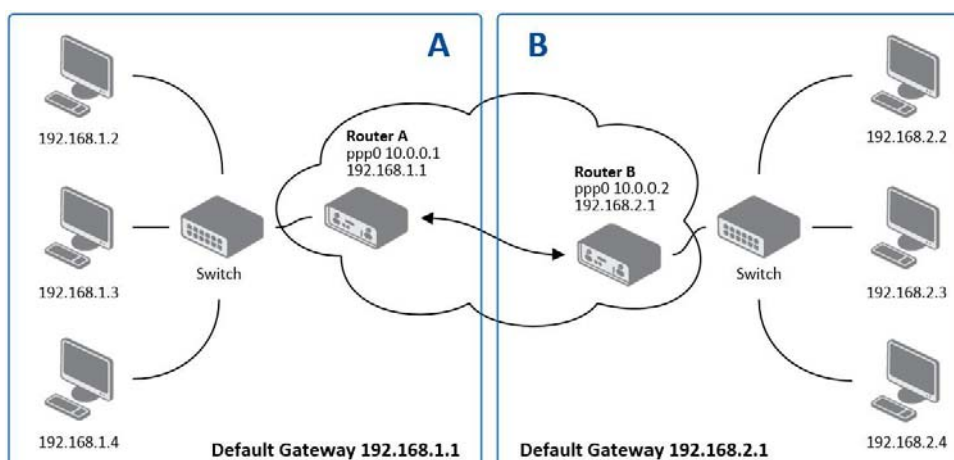 A
B
192.168.1.2
192.168.1.3
192.168.1.4
Switch
Router A
ppp0 10.0.0.1
192.168.1.1
Default Gateway 192.168.1.1
Router B
ppp0 10.0.0.2
192.168.2.1
Switch
192.168.2.2
192.168.2.3
192.168.2.4
Default Gateway 192.168.2.1